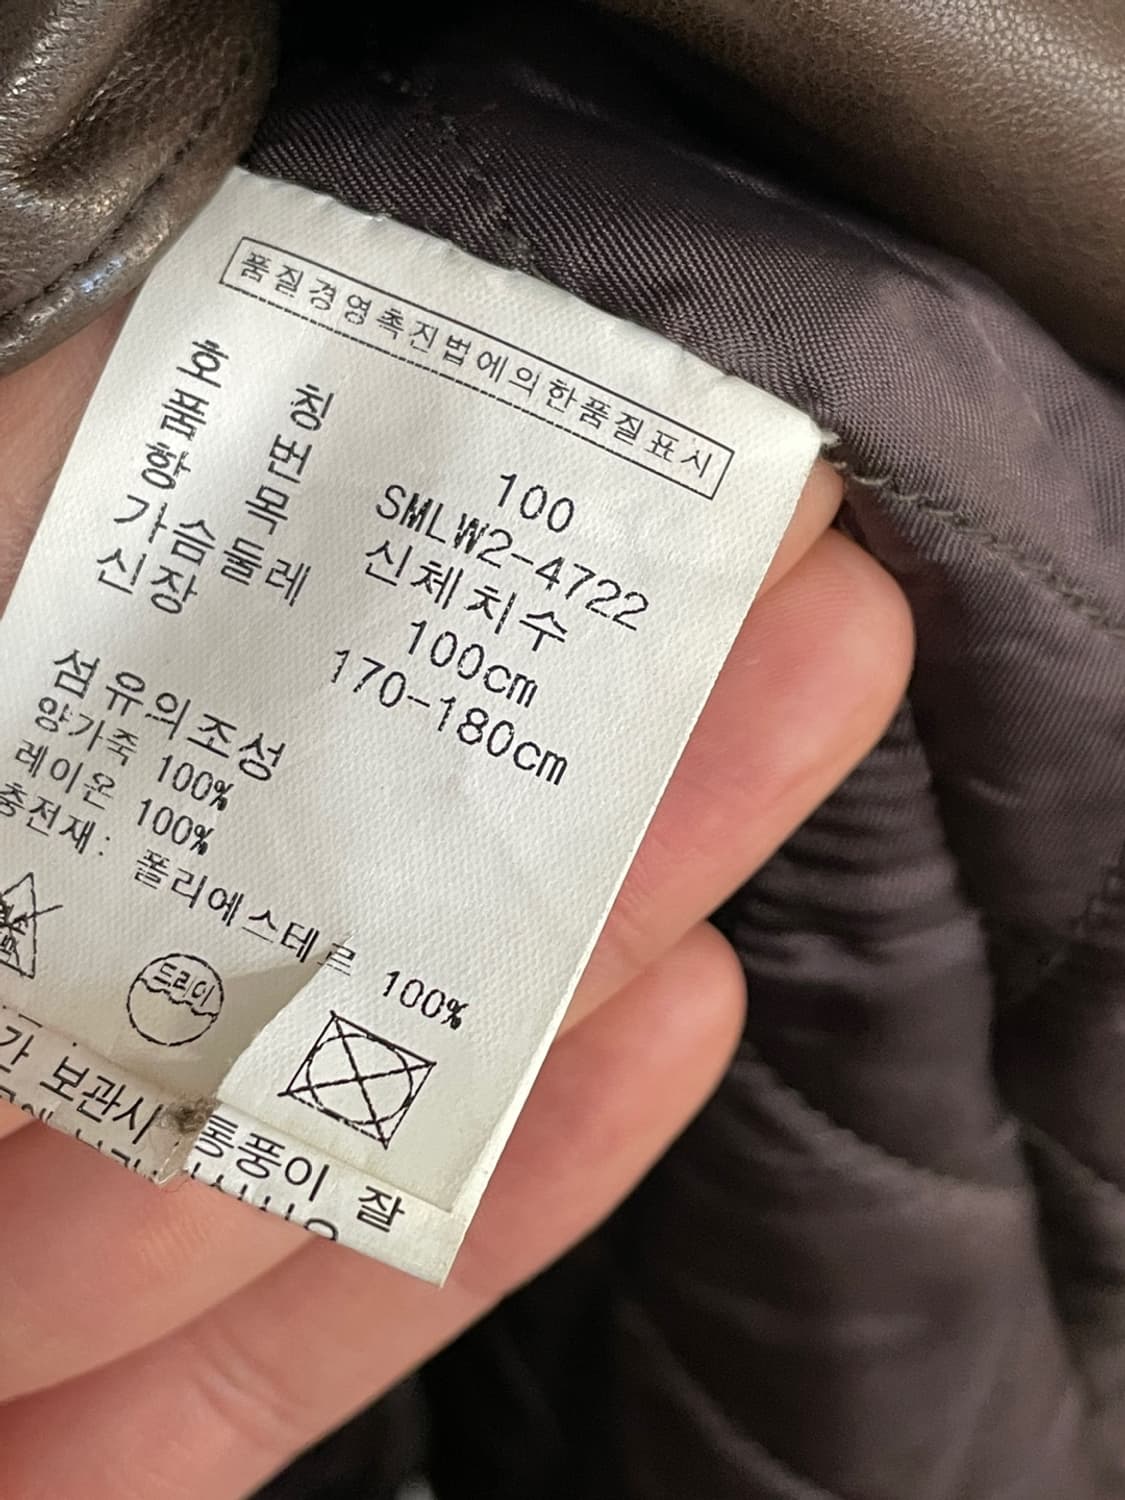 품질경영촉진법에의한품질표시
호 칭 100
품 번 SMLW2-4722
항 목 신체치수
가슴둘레 100cm
신장 170-180cm
섬유의조성
양가죽 100%
레이온 100%
충전재: 폴리에스테르 100%
드라이
간 보관시 통풍이 잘